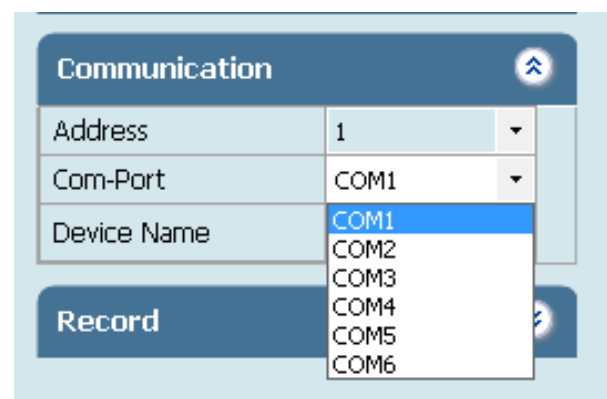 Communication
Address 1
Com-Port COM1
Device Name COM1
COM2
COM3
Record COM4
COM5
COM6